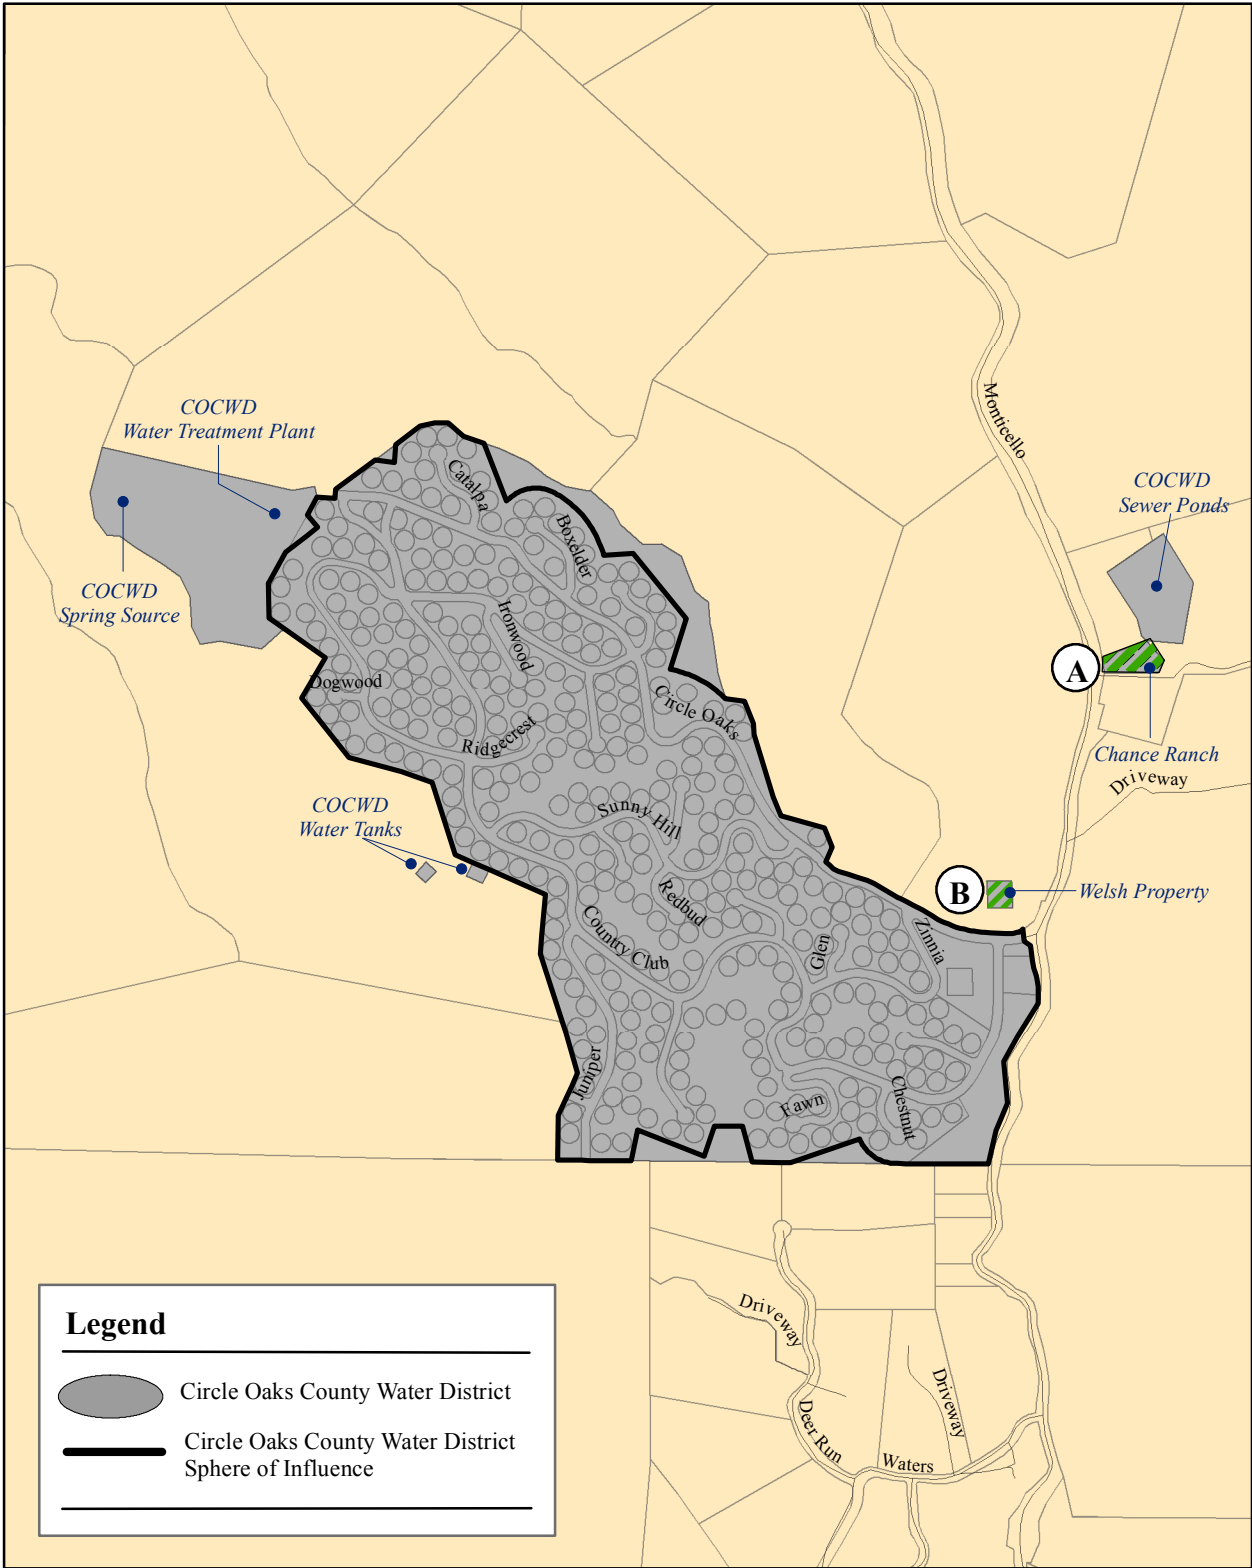 Monticello
COCWD
Water Treatment Plant
Catalpa
COCWD
Sewer Ponds
Boxelder
COCWD
Spring Source
Ironwood
A
Dogwood
Circle Oaks
Ridgecrest
Chance Ranch
Driveway
COCWD
Water Tanks
Sunny Hill
B
Welsh Property
Redbud
Country Club
Glen
Zinnia
Juniper
Fawn
Chestnut
Driveway
Driveway
Deer Run
Waters
Legend
Circle Oaks County Water District
Circle Oaks County Water District
Sphere of Influence